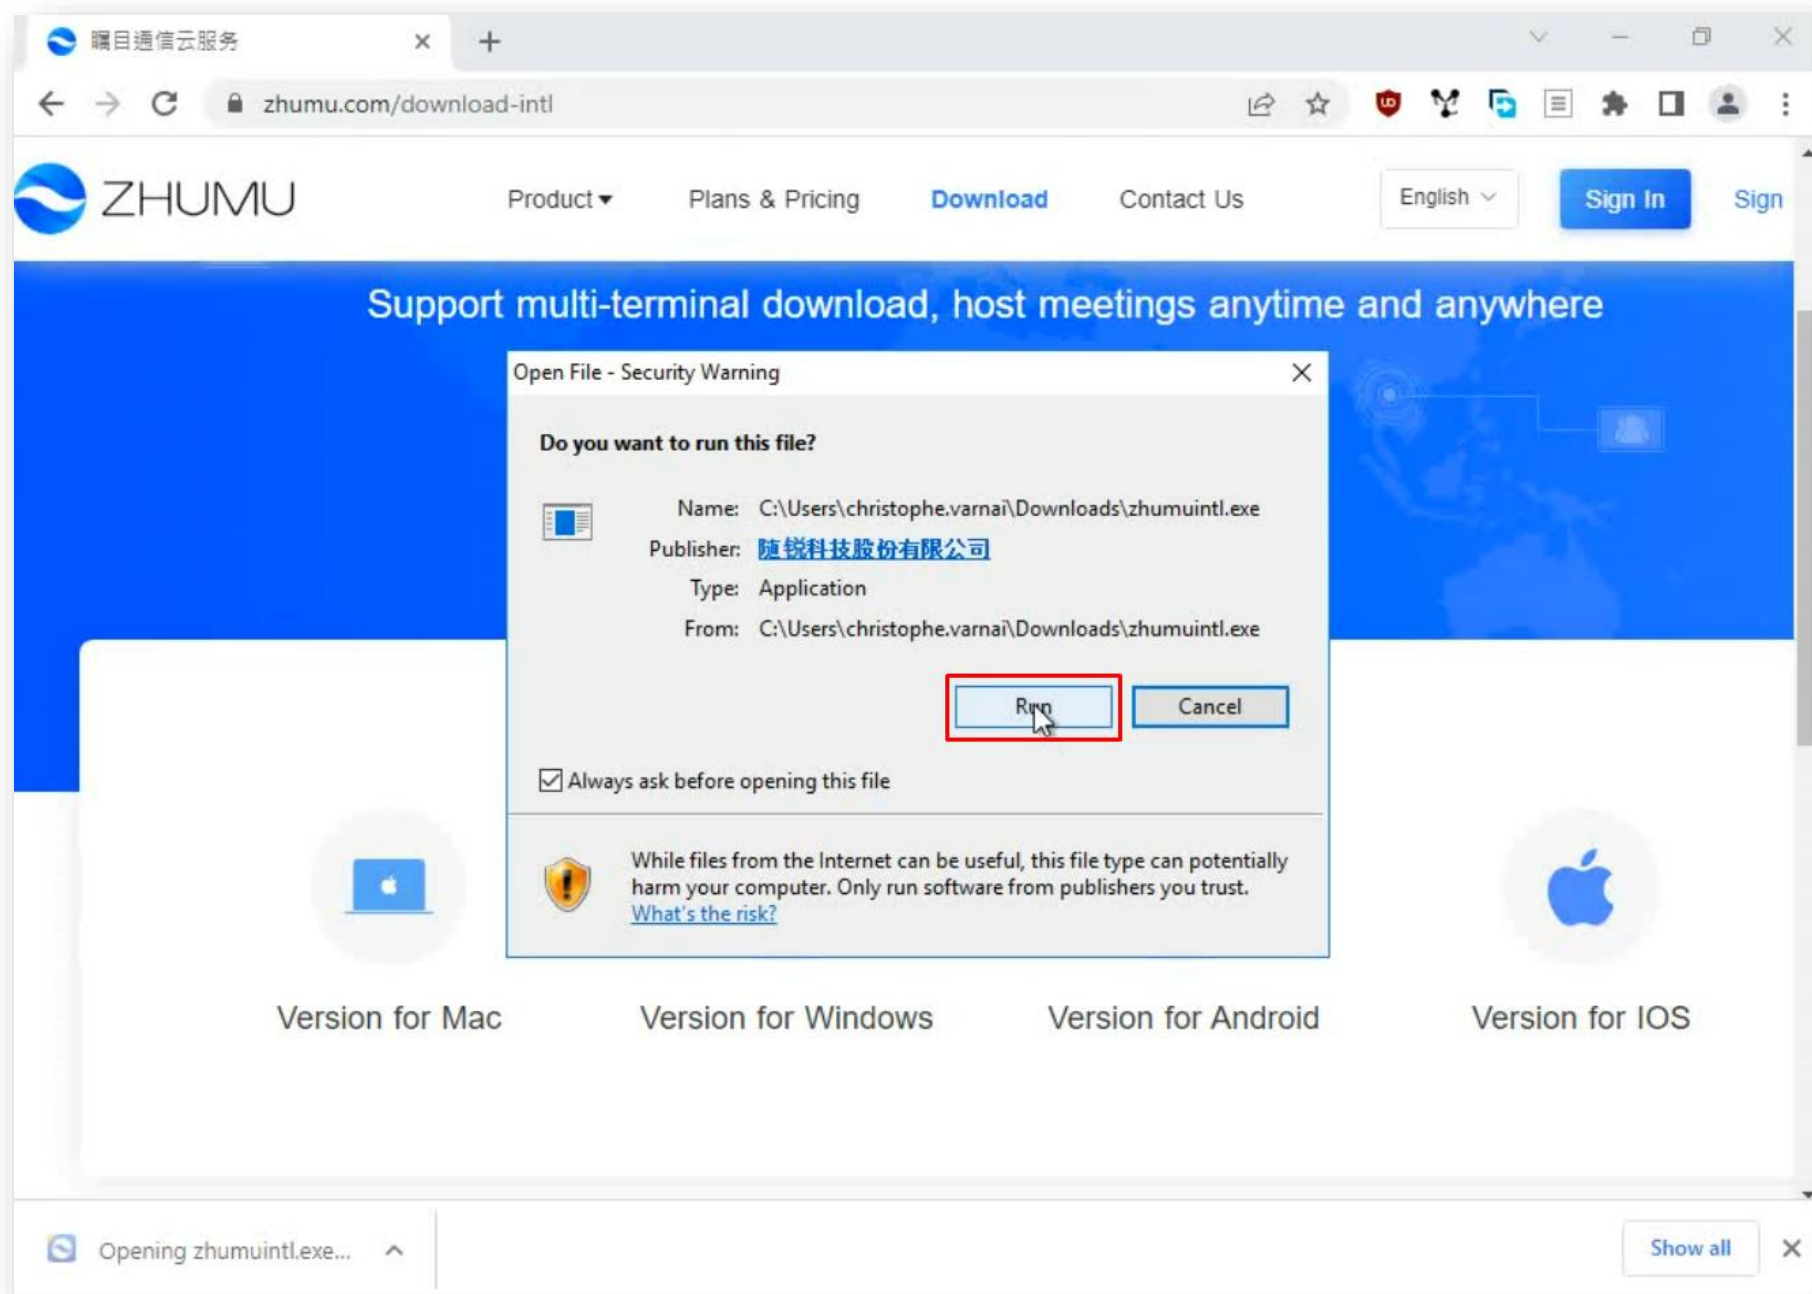 瞩目通信云服务
zhumu.com/download-intl
ZHUMU
Product
Plans & Pricing
Download
Contact Us
English
Sign In
Sign
Support multi-terminal download, host meetings anytime and anywhere
Open File - Security Warning
Do you want to run this file?
Name: C:\Users\christophe.varnai\Downloads\zhumuintl.exe
Publisher: 随锐科技股份有限公司
Type: Application
From: C:\Users\christophe.varnai\Downloads\zhumuintl.exe
Run
Cancel
Always ask before opening this file
While files from the Internet can be useful, this file type can potentially
harm your computer. Only run software from publishers you trust.
What's the risk?
Version for Mac
Version for Windows
Version for Android
Version for IOS
Opening zhumuintl.exe...
Show all